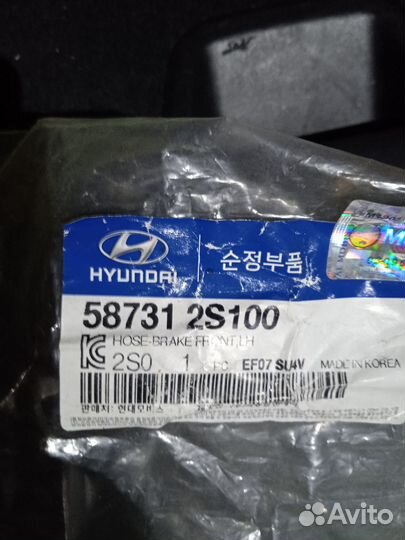 HYUNDAI 순정부품
58731 2S100
HOSE-BRAKE FRONT,LH
2S0 1 PC EF07 SU4V MADE IN KOREA
판매처: 현대모비스
Avito